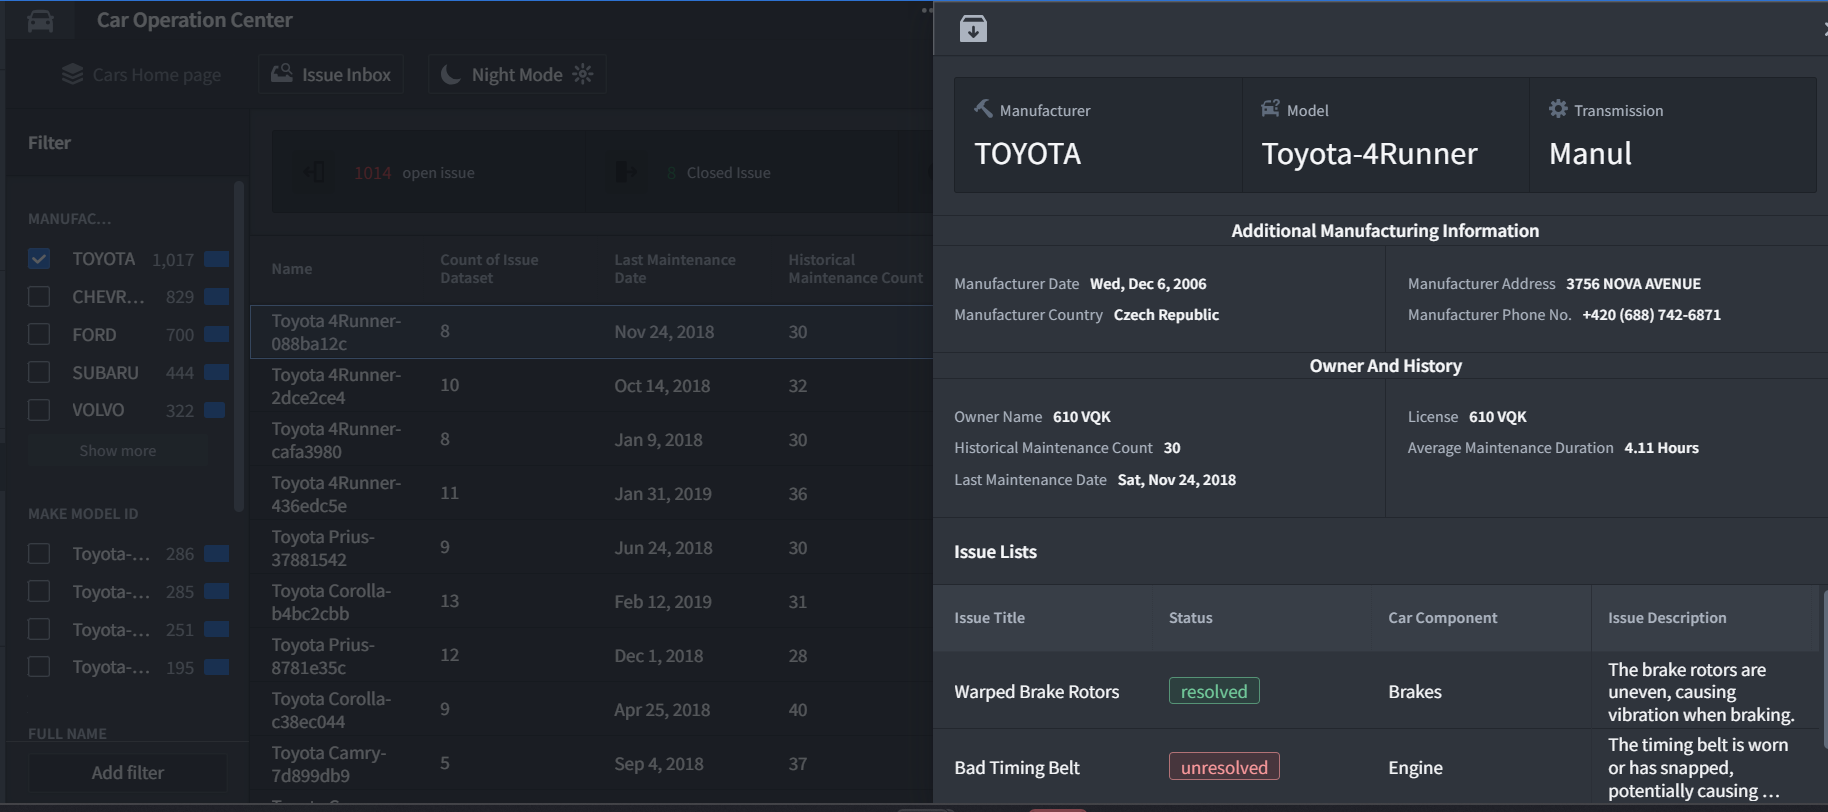 Car Operation Center
Cars Home page
Issue Inbox
Night Mode
Filter
1014 open issue
8 Closed Issue
MANUFAC...
TOYOTA 1,017
CHEVR... 829
FORD 700
SUBARU 444
VOLVO 322
Show more
MAKE MODEL ID
Toyota-... 286
Toyota-... 285
Toyota-... 251
Toyota-... 195
FULL NAME
Add filter
Name
Count of Issue
Dataset
Last Maintenance
Date
Historical
Maintenance Count
Toyota 4Runner-
088ba12c
8
Nov 24, 2018
30
Toyota 4Runner-
2dce2ce4
10
Oct 14, 2018
32
Toyota 4Runner-
cafa3980
8
Jan 9, 2018
30
Toyota 4Runner-
436edc5e
11
Jan 31, 2019
36
Toyota Prius-
37881542
9
Jun 24, 2018
30
Toyota Corolla-
b4bc2cbb
13
Feb 12, 2019
31
Toyota Prius-
8781e35c
12
Dec 1, 2018
28
Toyota Corolla-
c38ec044
9
Apr 25, 2018
40
Toyota Camry-
7d899db9
5
Sep 4, 2018
37
Manufacturer
TOYOTA
Model
Toyota-4Runner
Transmission
Manul
Additional Manufacturing Information
Manufacturer Date Wed, Dec 6, 2006
Manufacturer Country Czech Republic
Manufacturer Address 3756 NOVA AVENUE
Manufacturer Phone No. +420 (688) 742-6871
Owner And History
Owner Name 610 VQK
Historical Maintenance Count 30
Last Maintenance Date Sat, Nov 24, 2018
License 610 VQK
Average Maintenance Duration 4.11 Hours
Issue Lists
Issue Title
Status
Car Component
Issue Description
Warped Brake Rotors
resolved
Brakes
The brake rotors are
uneven, causing
vibration when braking.
Bad Timing Belt
unresolved
Engine
The timing belt is worn
or has snapped,
potentially causing ...